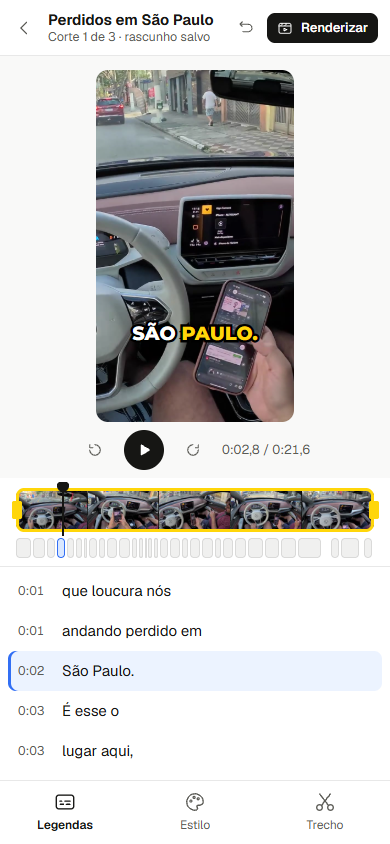 Perdidos em São Paulo
Corte 1 de 3 · rascunho salvo
Renderizar
SÃO PAULO.
0:02,8 / 0:21,6
0:01 que loucura nós
0:01 andando perdido em
0:02 São Paulo.
0:03 É esse o
0:03 lugar aqui,
Legendas
Estilo
Trecho